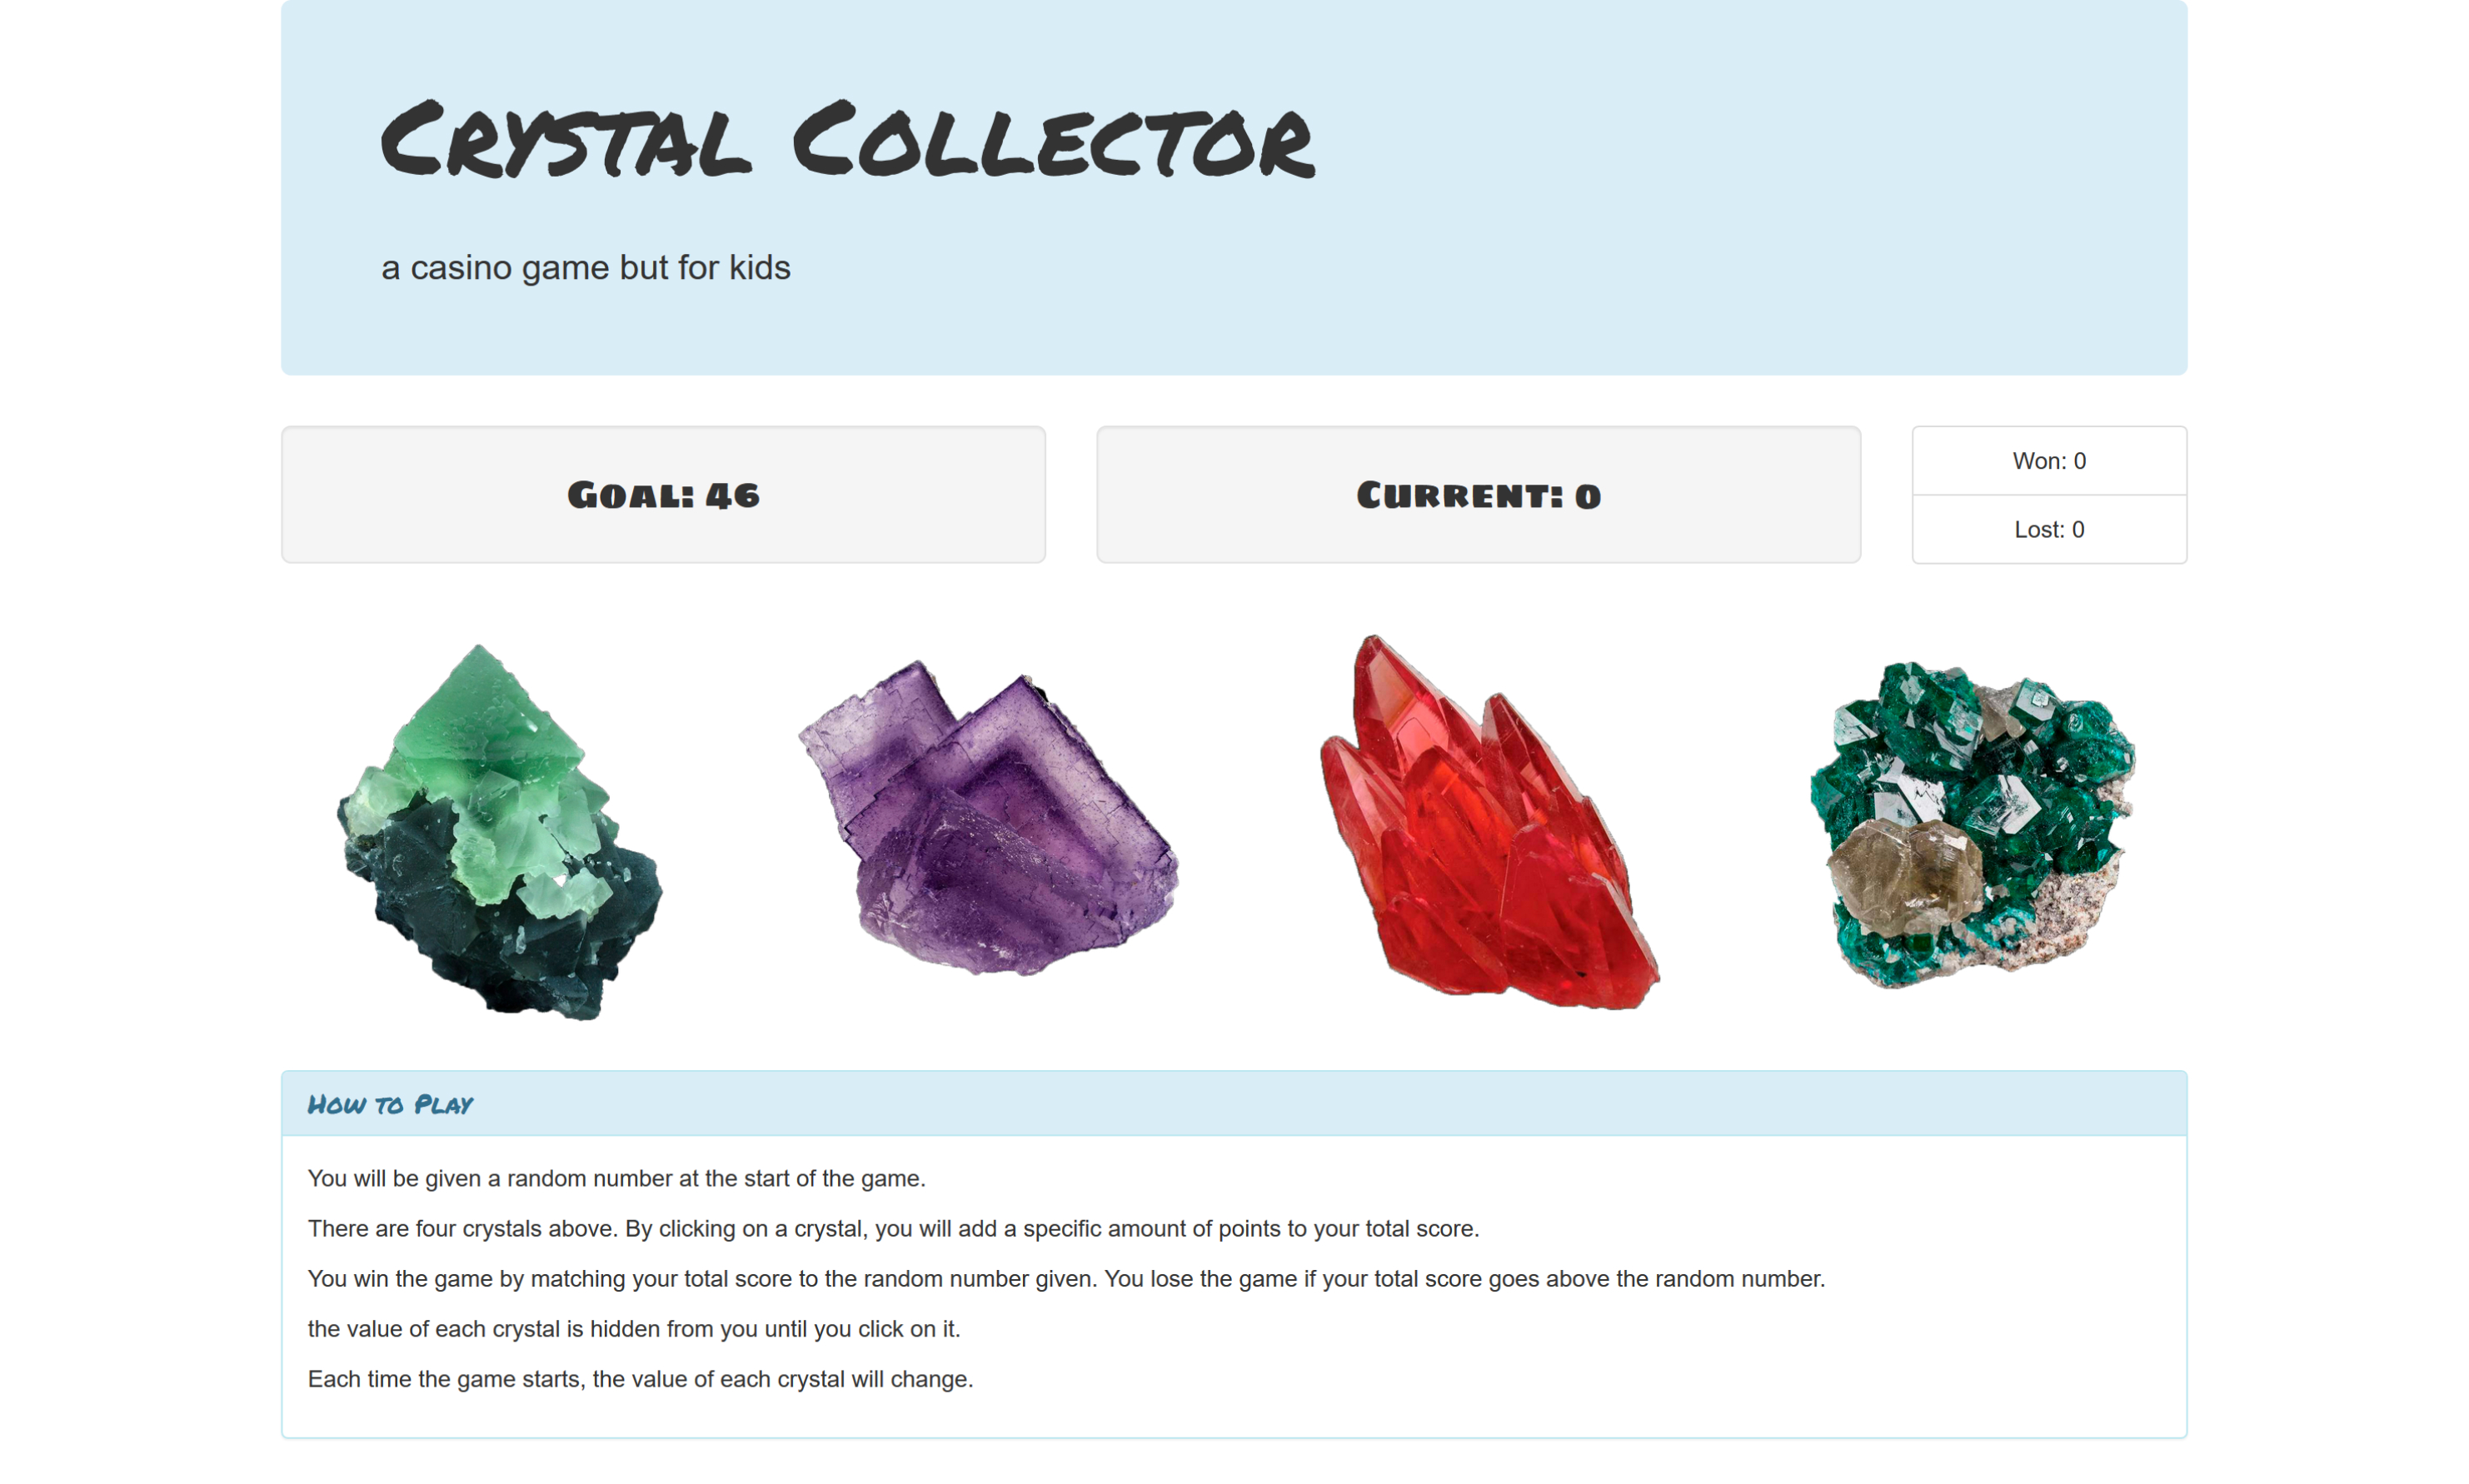 Crystal Collector
a casino game but for kids
Goal: 46
Current: 0
Won: 0
Lost: 0
How to Play
You will be given a random number at the start of the game.
There are four crystals above. By clicking on a crystal, you will add a specific amount of points to your total score.
You win the game by matching your total score to the random number given. You lose the game if your total score goes above the random number.
the value of each crystal is hidden from you until you click on it.
Each time the game starts, the value of each crystal will change.